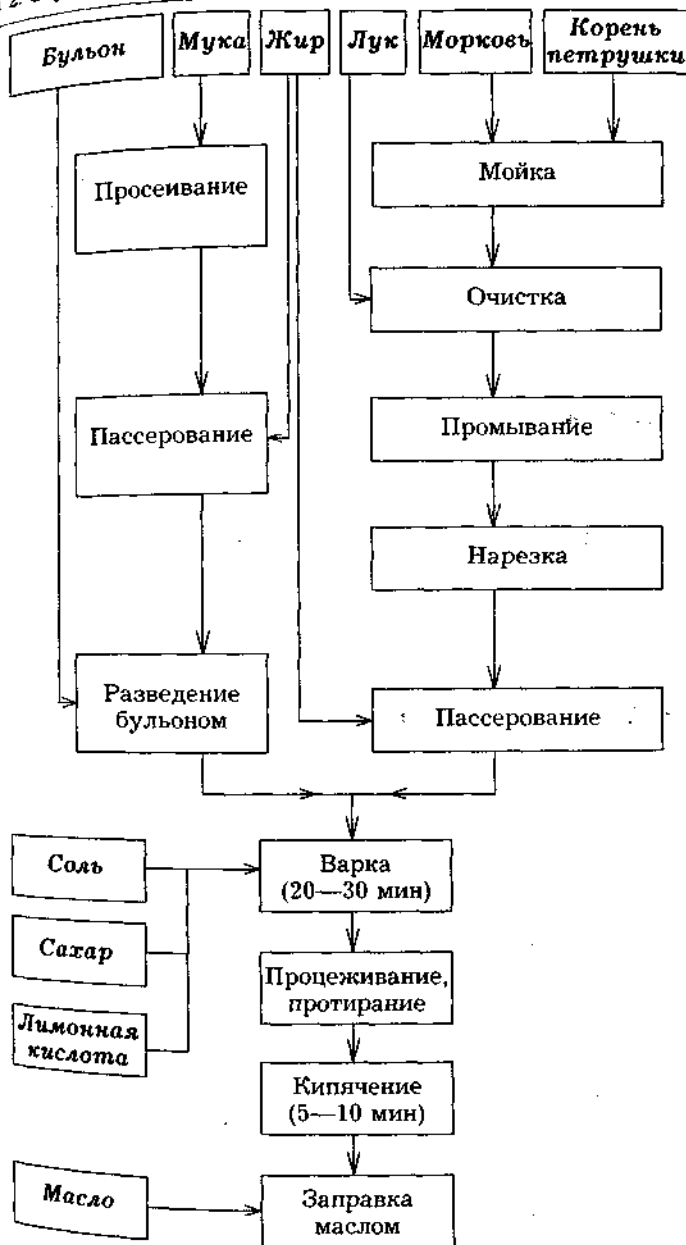 Бульон
Мука
Жир
Лук
Морковь
Корень
петрушки
Просеивание
Мойка
Очистка
Пассерование
Промывание
Нарезка
Разведение
бульоном
Пассерование
Соль
Варка
(20—30 мин)
Сахар
Процеживание,
протирание
Лимонная
кислота
Кипячение
(5—10 мин)
Масло
Заправка
маслом